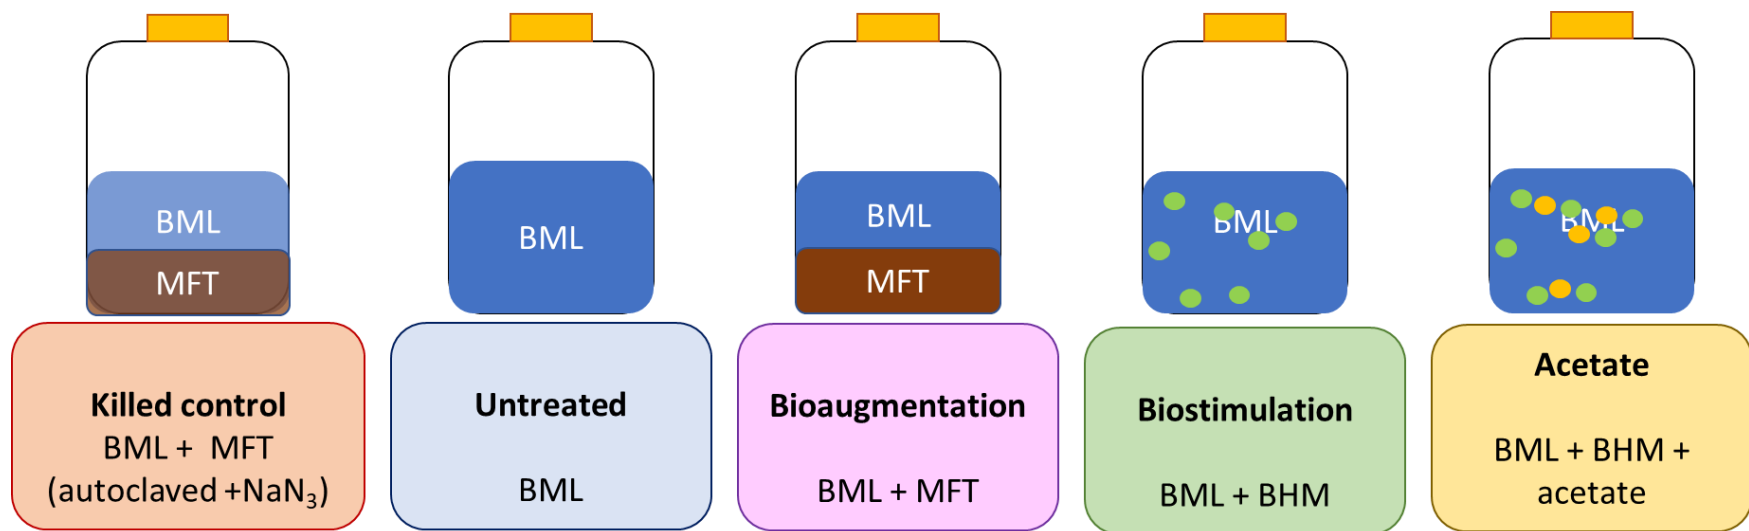 BML
MFT
BML
BML
MFT
BML
BML
Killed control
BML + MFT
(autoclaved +NaN₃)
Untreated
BML
Bioaugmentation
BML + MFT
Biostimulation
BML + BHM
Acetate
BML + BHM +
acetate